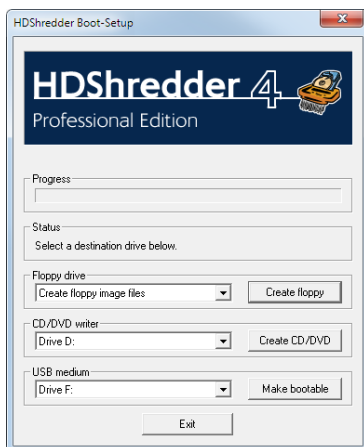 HDShredder Boot-Setup
HDShredder 4
Professional Edition
Progress
Status
Select a destination drive below.
Floppy drive
Create floppy image files
Create floppy
CD/DVD writer
Drive D:
Create CD/DVD
USB medium
Drive F:
Make bootable
Exit